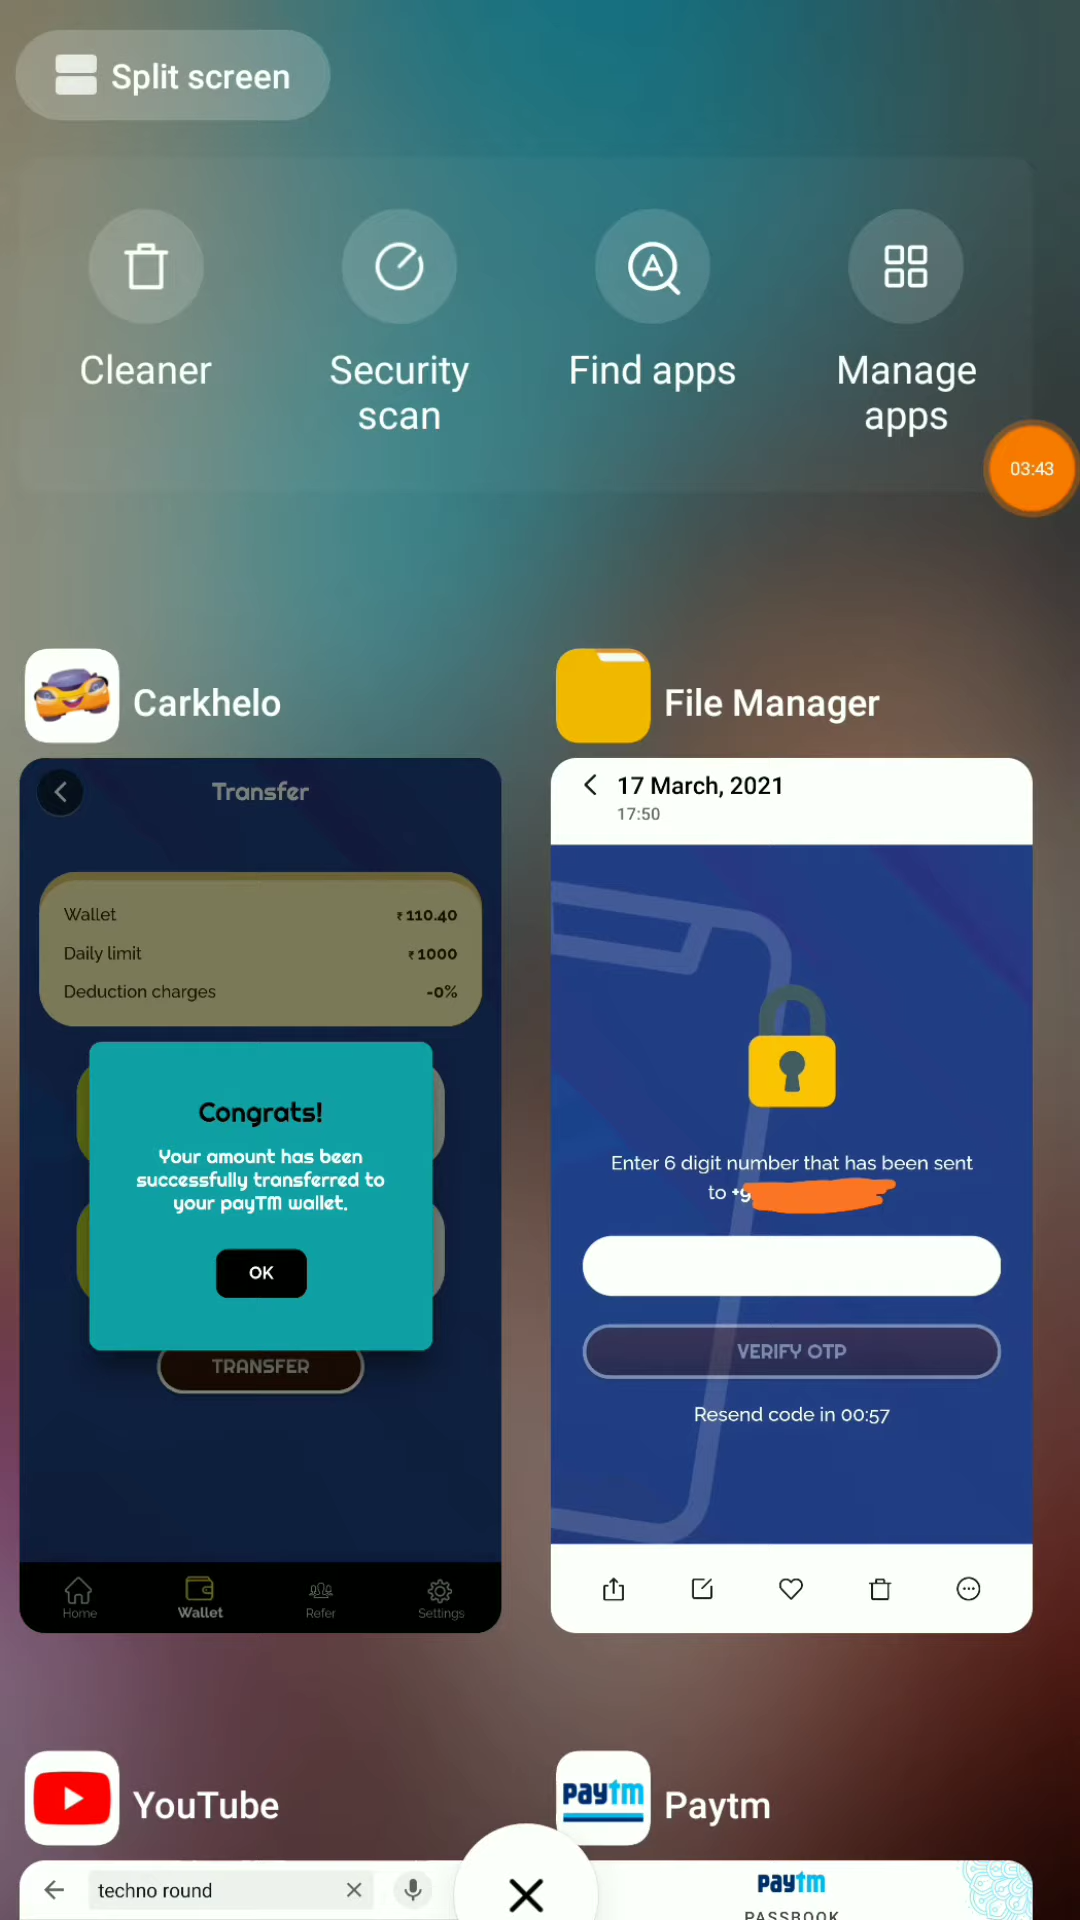 Split screen
Cleaner
Security scan
Find apps
Manage apps
03:43
Carkhelo
Transfer
Wallet ₹ 110.40
Daily limit ₹ 1000
Deduction charges -0%
Congrats!
Your amount has been
successfully transferred to
your payTM wallet.
OK
TRANSFER
Home
Wallet
Refer
Settings
File Manager
17 March, 2021
17:50
Enter 6 digit number that has been sent
to +9
VERIFY OTP
Resend code in 00:57
YouTube
techno round
paytm
Paytm
paytm
PASSBOOK